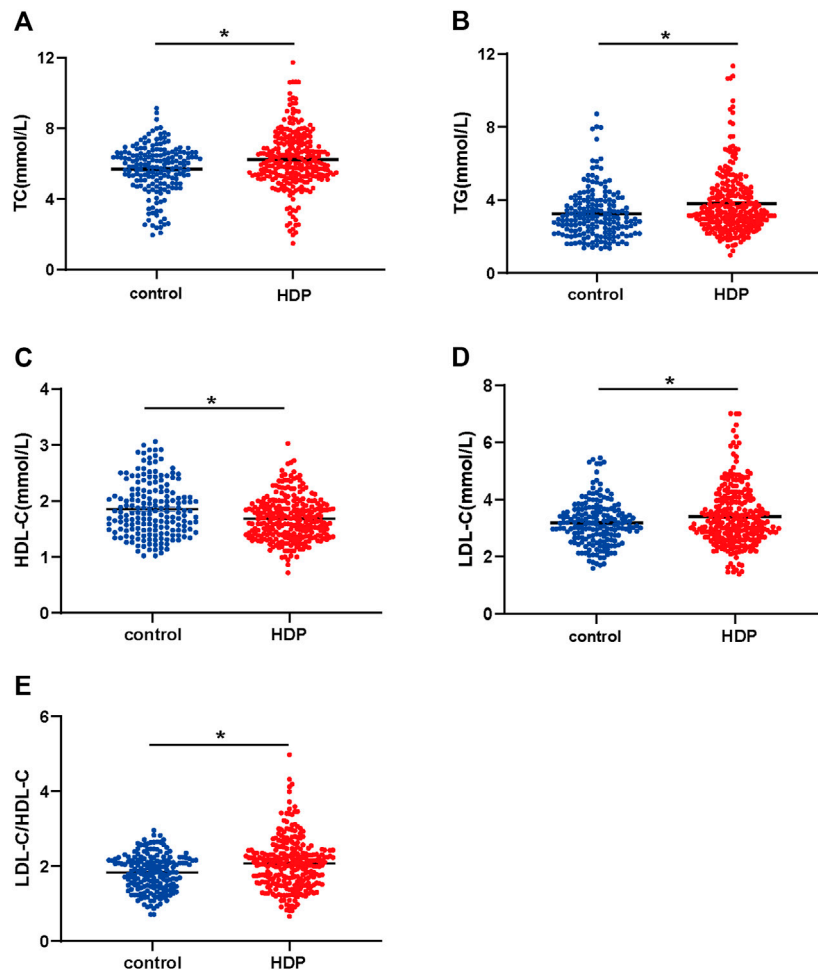 A
*
TC(mmol/L)
12
8
4
0
control
HDP
B
*
TG(mmol/L)
12
8
4
0
control
HDP
C
*
HDL-C(mmol/L)
4
3
2
1
0
control
HDP
D
*
LDL-C(mmol/L)
8
6
4
2
0
control
HDP
E
*
LDL-C/HDL-C
6
4
2
0
control
HDP